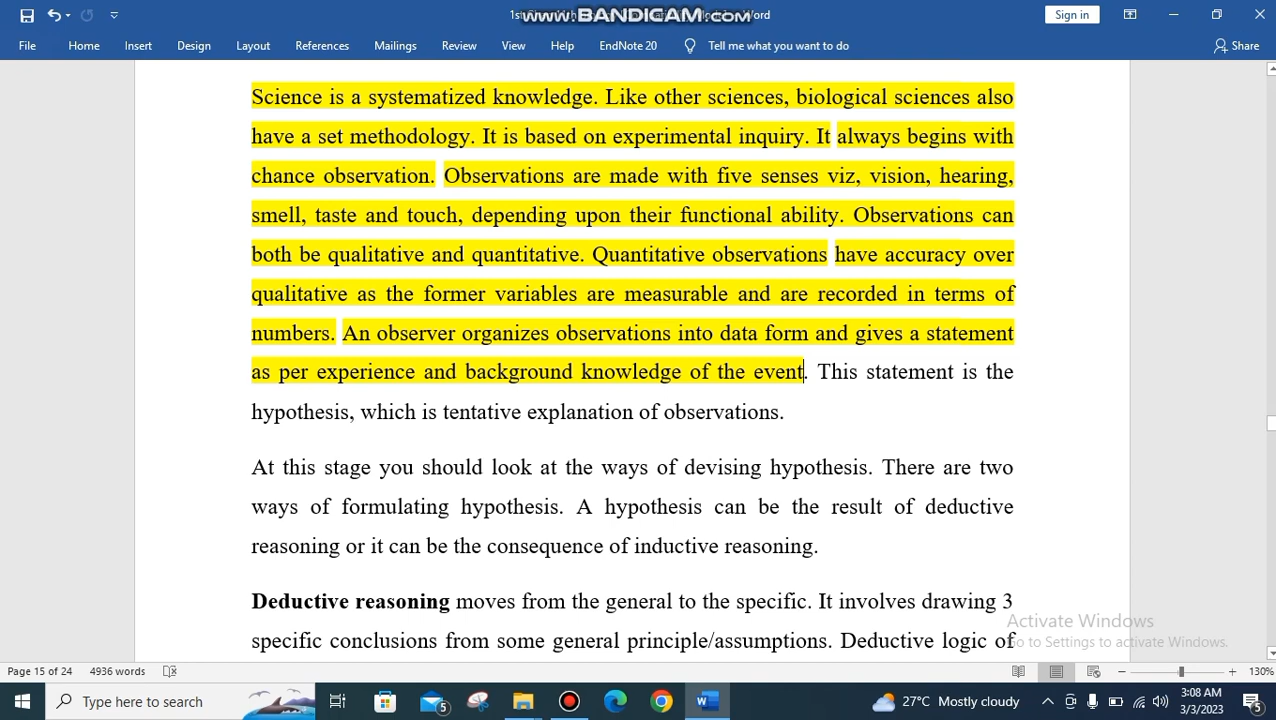 www.BANDICAM.com
Word
Sign in
File Home Insert Design Layout References Mailings Review View Help EndNote 20 Tell me what you want to do Share
Science is a systematized knowledge. Like other sciences, biological sciences also
have a set methodology. It is based on experimental inquiry. It always begins with
chance observation. Observations are made with five senses viz, vision, hearing,
smell, taste and touch, depending upon their functional ability. Observations can
both be qualitative and quantitative. Quantitative observations have accuracy over
qualitative as the former variables are measurable and are recorded in terms of
numbers. An observer organizes observations into data form and gives a statement
as per experience and background knowledge of the event. This statement is the
hypothesis, which is tentative explanation of observations.
At this stage you should look at the ways of devising hypothesis. There are two
ways of formulating hypothesis. A hypothesis can be the result of deductive
reasoning or it can be the consequence of inductive reasoning.
Deductive reasoning moves from the general to the specific. It involves drawing 3
specific conclusions from some general principle/assumptions. Deductive logic of
Activate Windows
Go to Settings to activate Windows.
Page 15 of 24 4936 words 130%
Type here to search 5 27°C Mostly cloudy 3:08 AM
3/3/2023 5